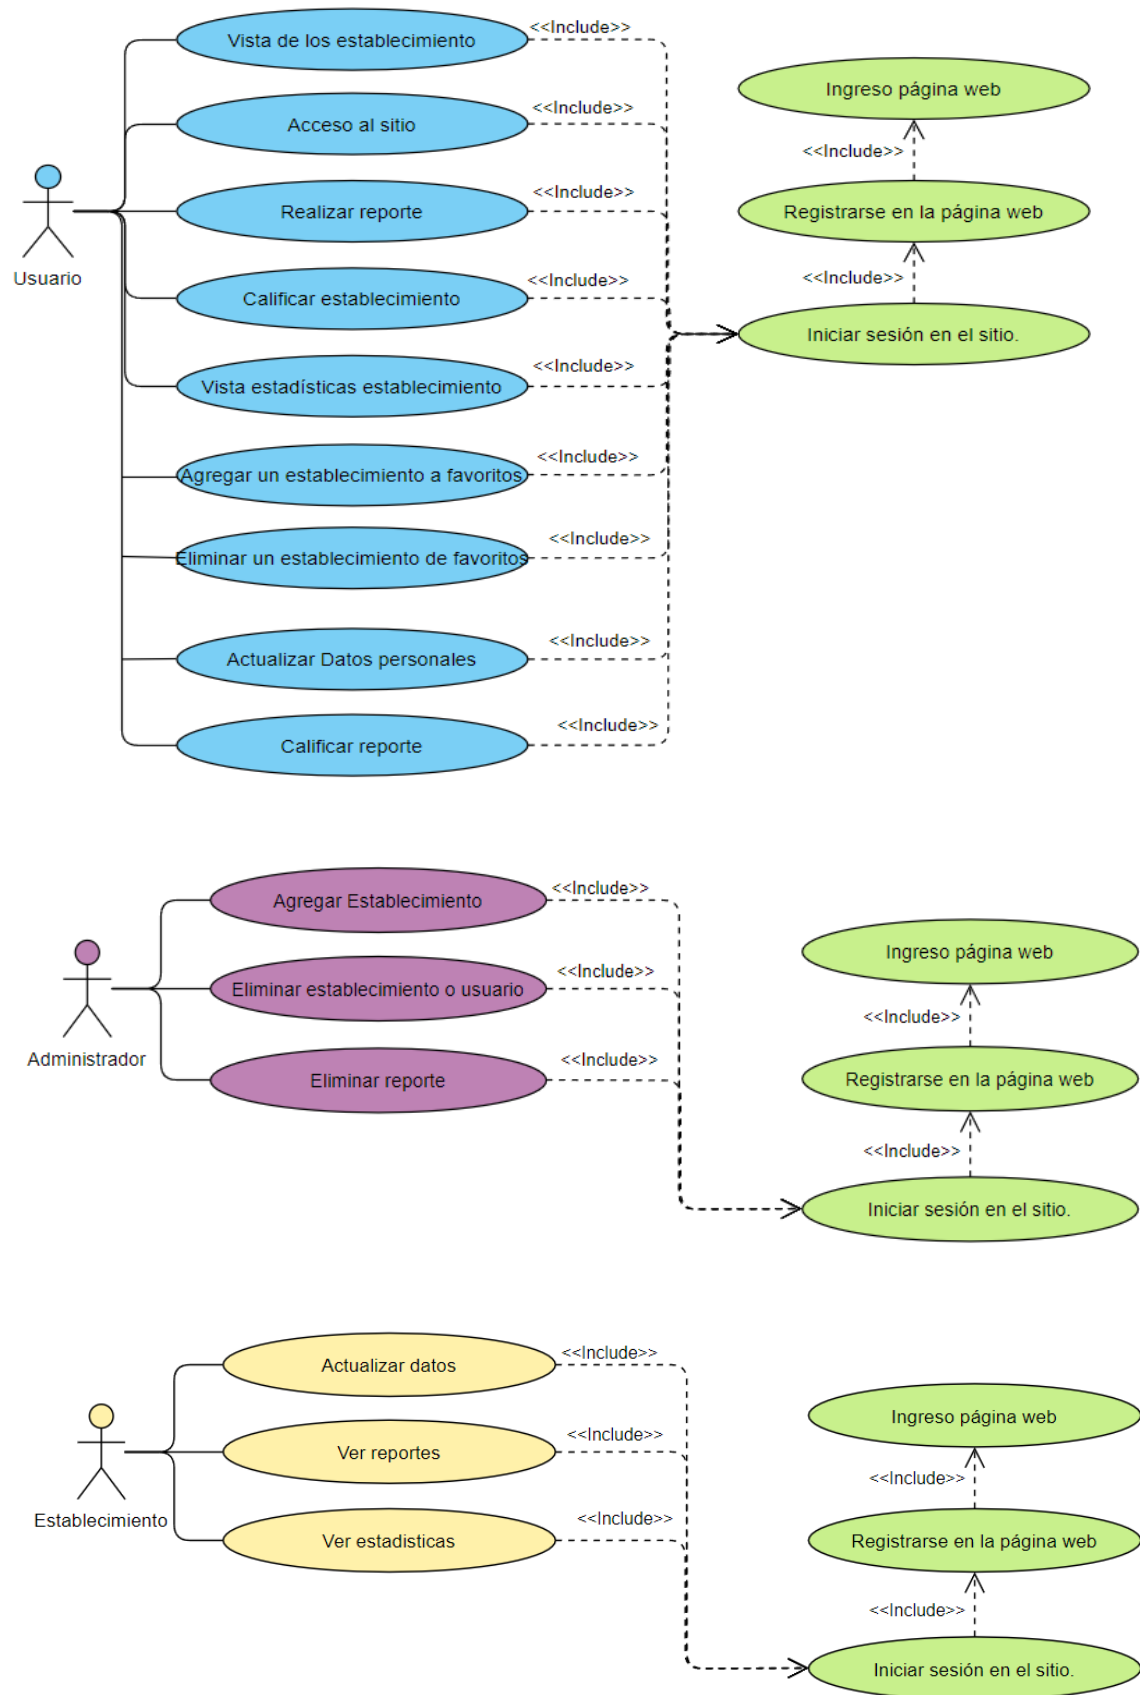 Vista de los establecimiento
<<Include>>
Acceso al sitio
<<Include>>
Realizar reporte
<<Include>>
Calificar establecimiento
<<Include>>
Vista estadísticas establecimiento
<<Include>>
Agregar un establecimiento a favoritos
<<Include>>
Eliminar un establecimiento de favoritos
<<Include>>
Actualizar Datos personales
<<Include>>
Calificar reporte
<<Include>>
Usuario
Ingreso página web
<<Include>>
Registrarse en la página web
<<Include>>
Iniciar sesión en el sitio.
Agregar Establecimiento
<<Include>>
Eliminar establecimiento o usuario
<<Include>>
Eliminar reporte
<<Include>>
Administrador
Ingreso página web
<<Include>>
Registrarse en la página web
<<Include>>
Iniciar sesión en el sitio.
Actualizar datos
<<Include>>
Ver reportes
<<Include>>
Ver estadisticas
<<Include>>
Establecimiento
Ingreso página web
<<Include>>
Registrarse en la página web
<<Include>>
Iniciar sesión en el sitio.